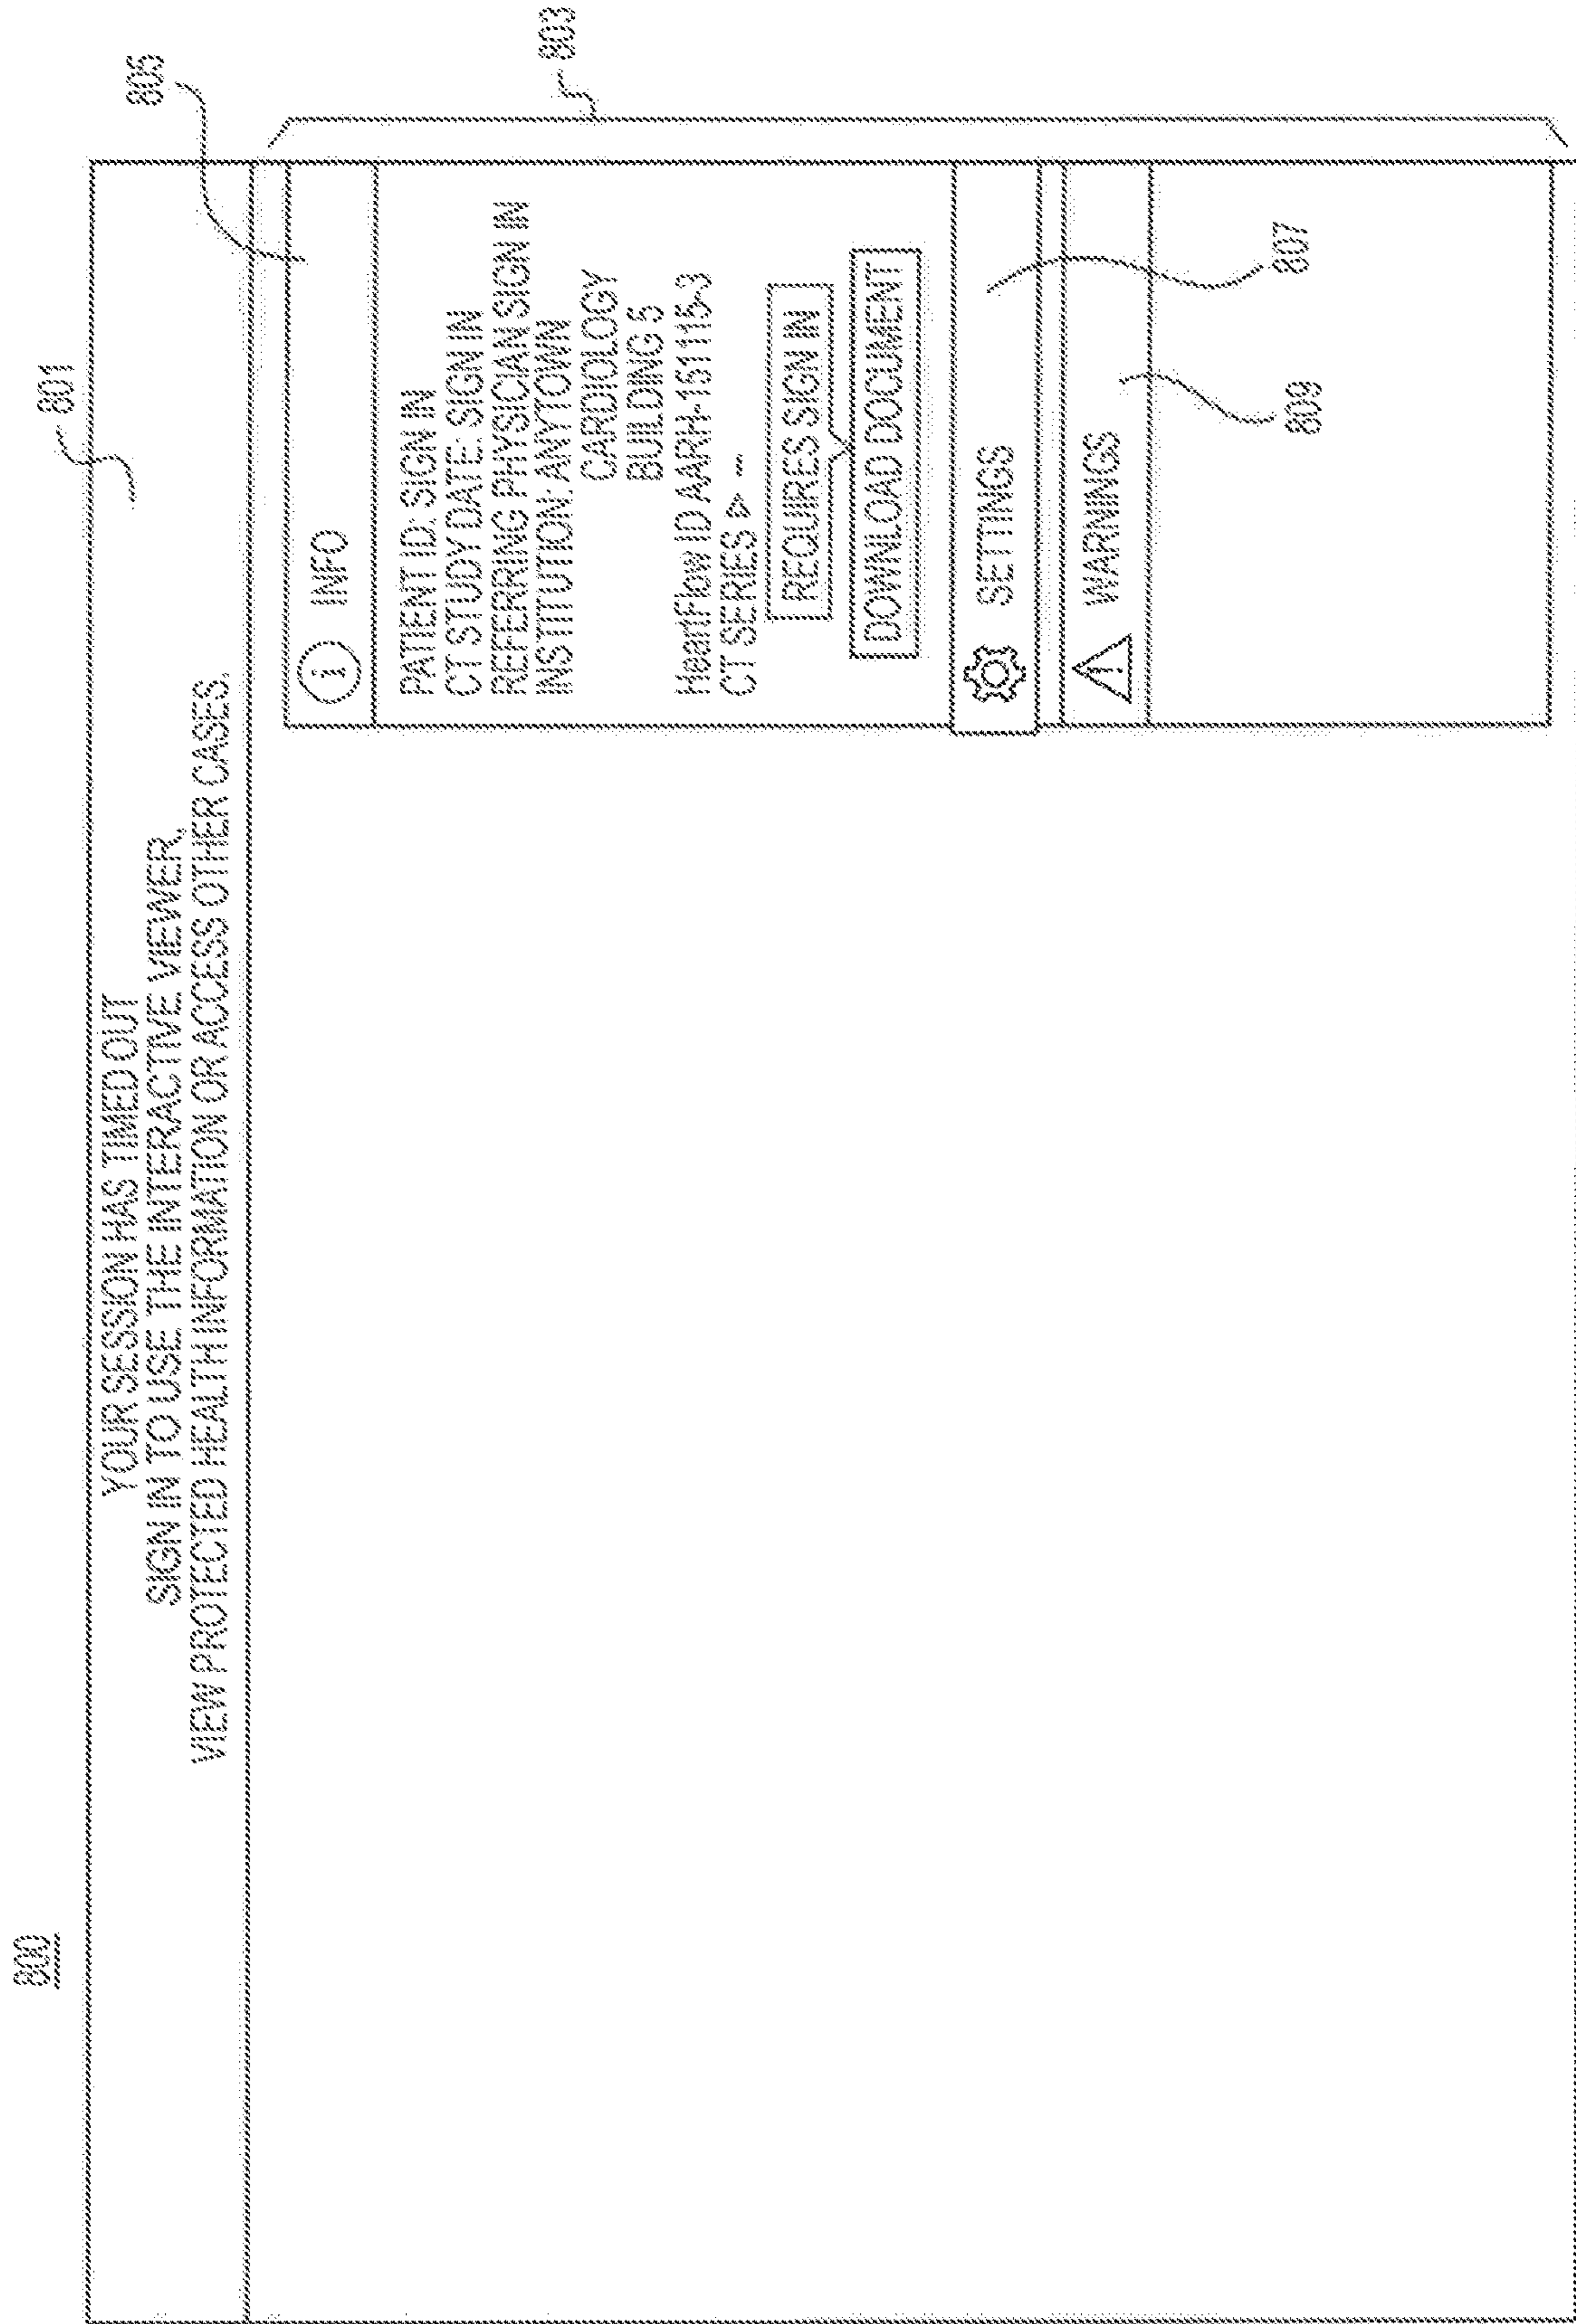 800
801
YOUR SESSION HAS TIMED OUT
SIGN IN TO USE THE INTERACTIVE VIEWER,
VIEW PROTECTED HEALTH INFORMATION OR ACCESS OTHER CASES.
805
803
i INFO
PATIENT ID: SIGN IN
CT STUDY DATE: SIGN IN
REFERRING PHYSICIAN SIGN IN
INSTITUTION: ANYTOWN
CARDIOLOGY
BUILDING 5
HeartFlow ID AARH-151115-3
CT SERIES ▷ --
REQUIRES SIGN IN
DOWNLOAD DOCUMENT
SETTINGS
807
! WARNINGS
809